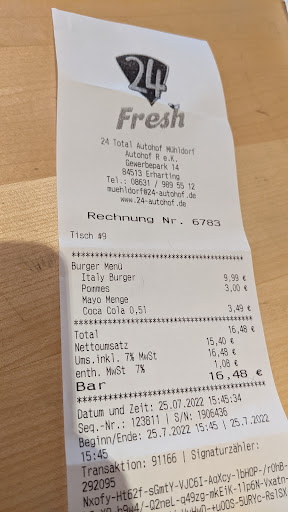 24
Fresh
24 Total Autohof Mühldorf
Autohof R e.K.
Gewerbepark 14
84513 Erharting
Tel.: 08631 / 989 55 12
muehldorf@24-autohof.de
www.24-autohof.de
Rechnung Nr. 6783
Tisch #9
Burger Menü
Italy Burger 9,99 €
Pommes 3,00 €
Mayo Menge
Coca Cola 0,5l 3,49 €
Total 16,48 €
Nettoumsatz 15,40 €
Ums.inkl. 7% MwSt 16,48 €
enth. MwSt 7% 1,08 €
Bar 16,48 €
Datum und Zeit: 25.07.2022 15:45:34
Seq.-Nr.: 123811 | S/N: 1906436
Beginn/Ende: 25.7.2022 15:45 | 25.7.2022
15:45
Transaktion: 91166 | Signaturzähler:
292095